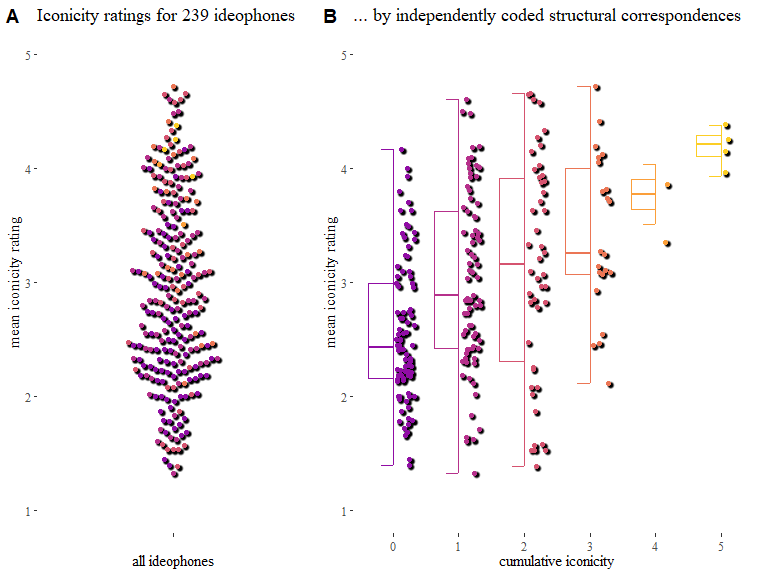 A Iconicity ratings for 239 ideophones
5
4
3
2
1
mean iconicity rating
all ideophones
B ... by independently coded structural correspondences
5
4
3
2
1
mean iconicity rating
0 1 2 3 4 5
cumulative iconicity